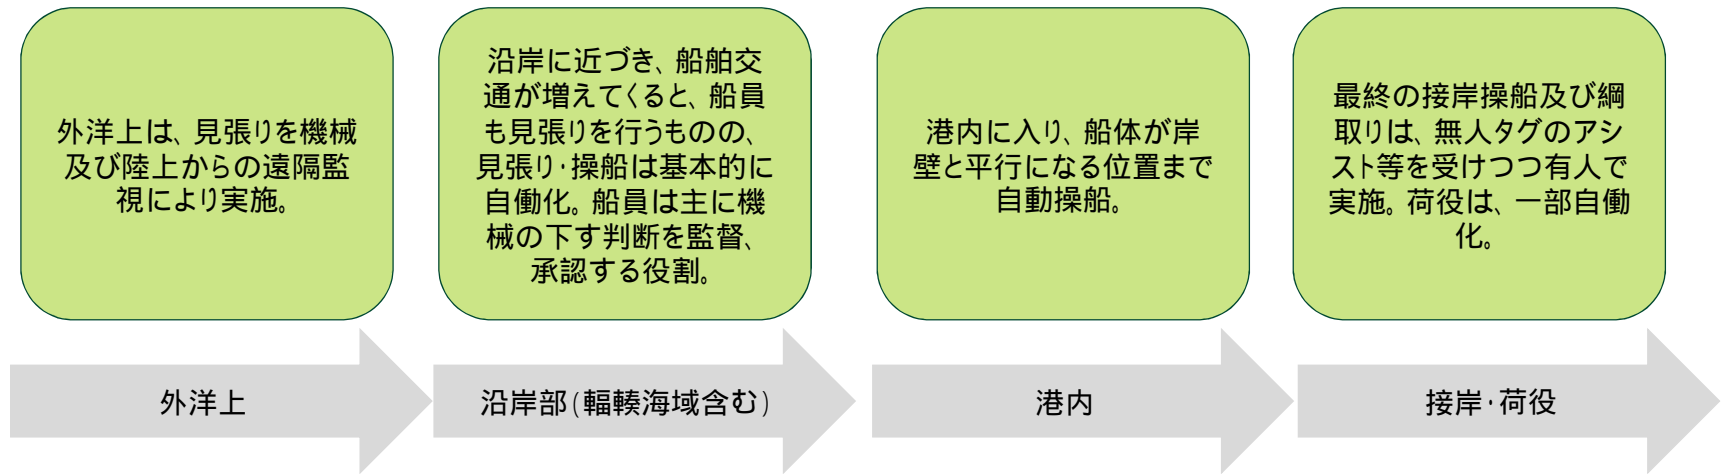 外洋上は、見張りを機械
及び陸上からの遠隔監
視により実施。
沿岸に近づき、船舶交
通が増えてくると、船員
も見張りを行うものの、
見張り・操船は基本的に
自働化。船員は主に機
械の下す判断を監督、
承認する役割。
港内に入り、船体が岸
壁と平行になる位置まで
自動操船。
最終の接岸操船及び綱
取りは、無人タグのアシ
スト等を受けつつ有人で
実施。荷役は、一部自働
化。
外洋上
沿岸部(輻輳海域含む)
港内
接岸・荷役